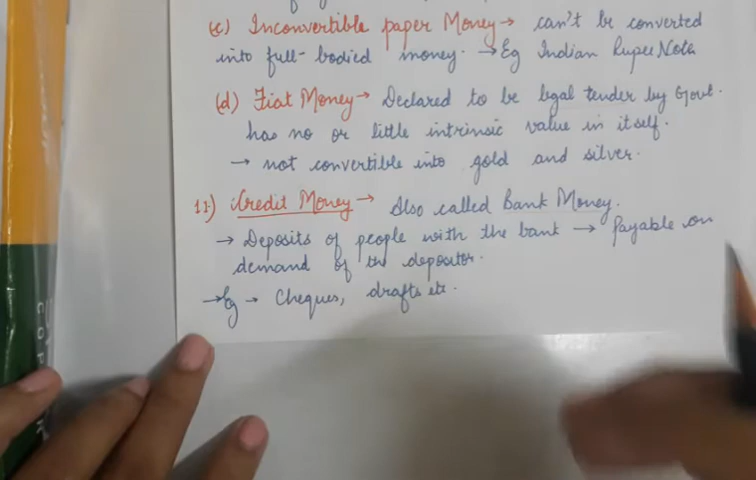 (c) Inconvertible paper Money → can't be converted
into full-bodied money. → Eg Indian Rupee Note
(d) Fiat Money → Declared to be legal tender by Govt.
has no or little intrinsic value in itself.
→ not convertible into gold and silver.
11) Credit Money → Also called Bank Money.
→ Deposits of people with the bank → Payable on
demand of the depositor.
→ Eg → Cheques, drafts etc.